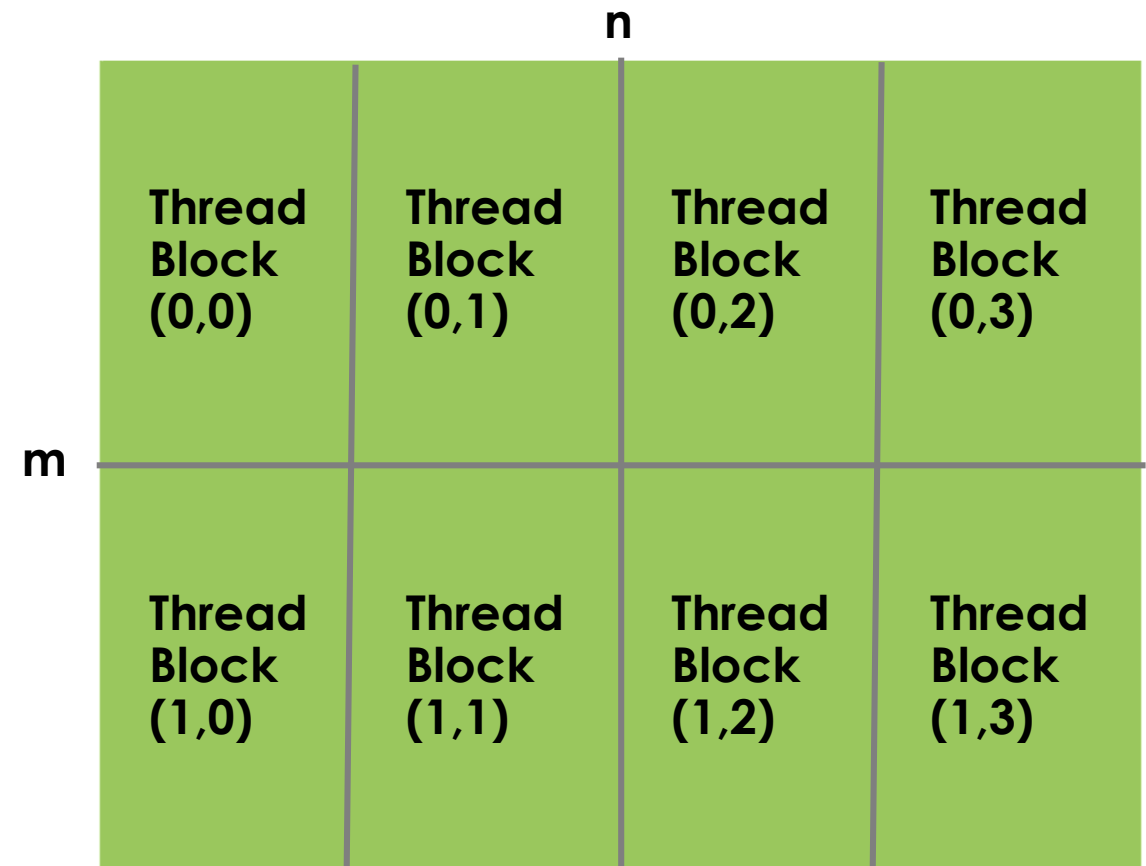 n
Thread
Block
(0,0)
Thread
Block
(0,1)
Thread
Block
(0,2)
Thread
Block
(0,3)
m
Thread
Block
(1,0)
Thread
Block
(1,1)
Thread
Block
(1,2)
Thread
Block
(1,3)